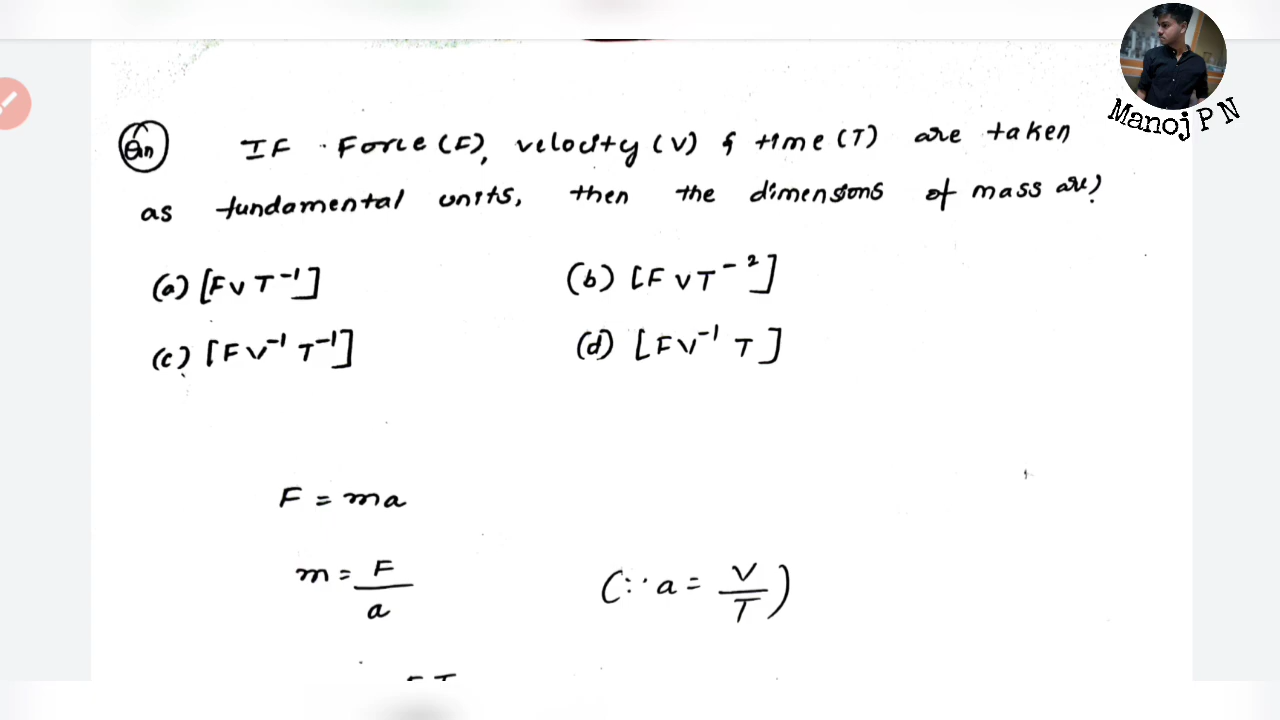 Manoj P N
Qn IF Force (F), velocity (V) & time (T) are taken
as fundamental units, then the dimensions of mass are?
(a) [F V T⁻¹] (b) [F V T⁻²]
(c) [F V⁻¹ T⁻¹] (d) [F V⁻¹ T]
F = ma
m = F/a (∵ a = V/T)